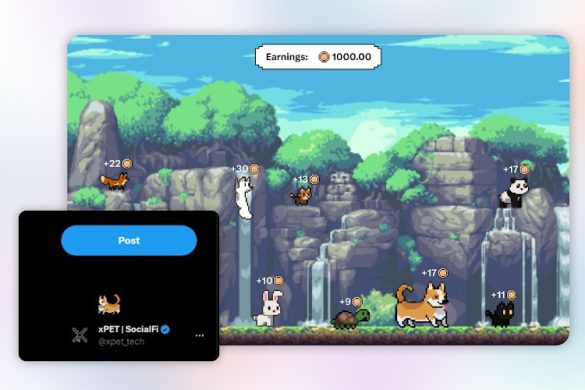 Earnings: 1000.00
+22
+30
+13
+17
Post
+10
+9
+17
+11
xPET | SocialFi
@xpet_tech
...